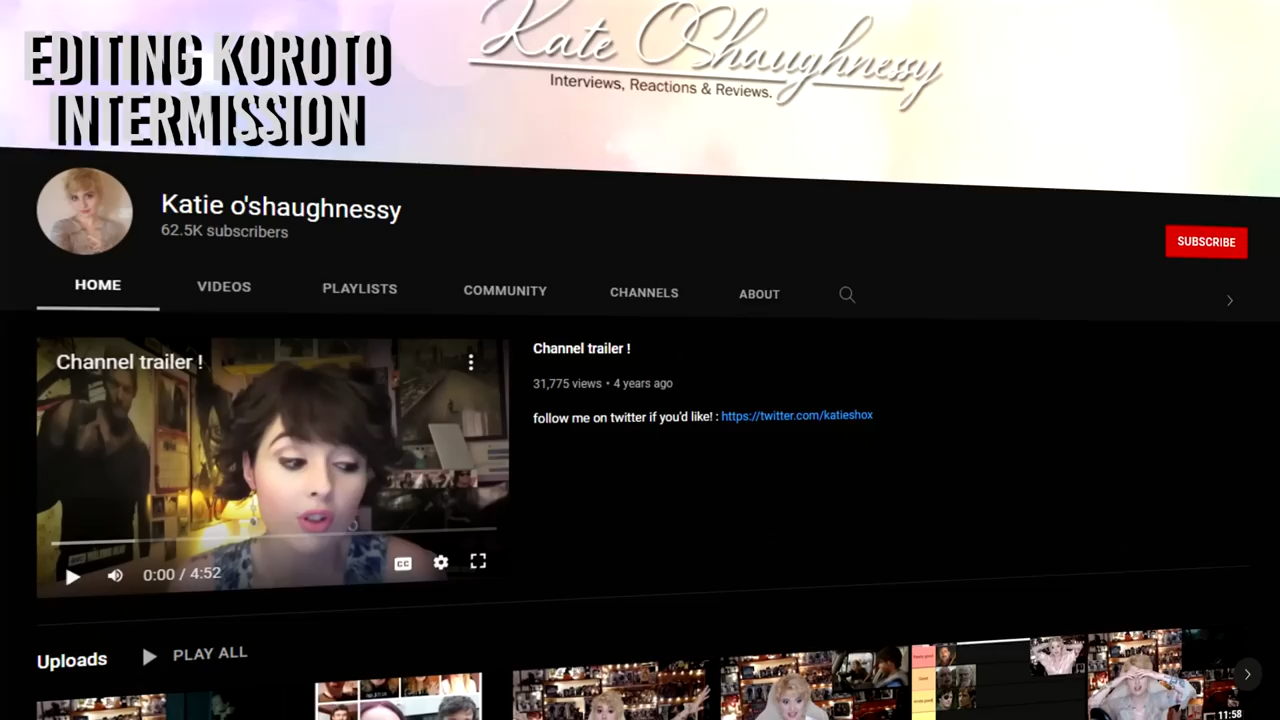 EDITING KOROTO
INTERMISSION
Kate OShaughnessy
Interviews, Reactions & Reviews.
Katie o'shaughnessy
62.5K subscribers
SUBSCRIBE
HOME
VIDEOS
PLAYLISTS
COMMUNITY
CHANNELS
ABOUT
Channel trailer !
CC
0:00 / 4:52
Channel trailer !
31,775 views • 4 years ago
follow me on twitter if you'd like! : https://twitter.com/katieshox
Uploads
PLAY ALL
11:58